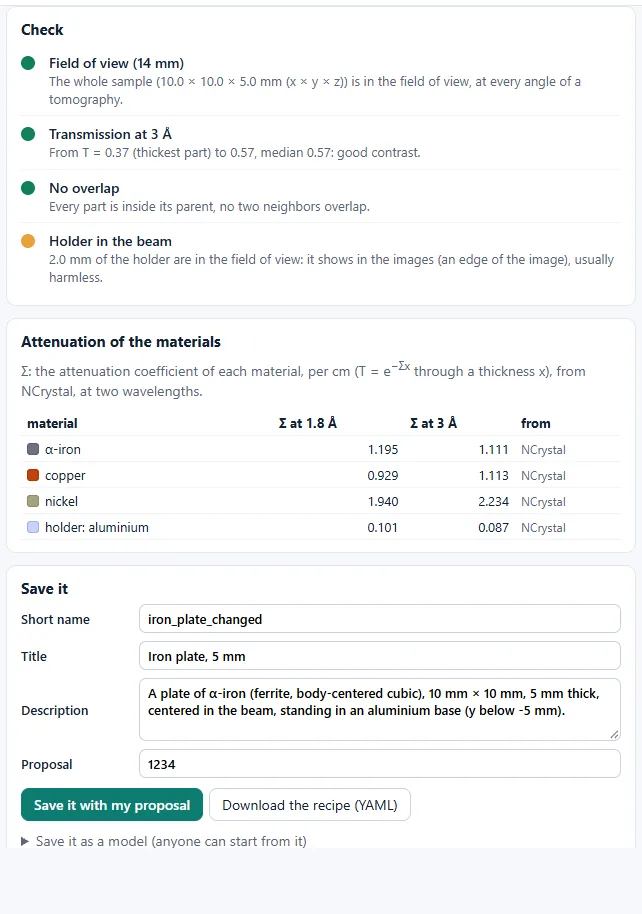 Check
Field of view (14 mm)
The whole sample (10.0 × 10.0 × 5.0 mm (x × y × z)) is in the field of view, at every angle of a
tomography.
Transmission at 3 Å
From T = 0.37 (thickest part) to 0.57, median 0.57: good contrast.
No overlap
Every part is inside its parent, no two neighbors overlap.
Holder in the beam
2.0 mm of the holder are in the field of view: it shows in the images (an edge of the image), usually
harmless.
Attenuation of the materials
Σ: the attenuation coefficient of each material, per cm (T = e−Σx through a thickness x), from
NCrystal, at two wavelengths.
material Σ at 1.8 Å Σ at 3 Å from
α-iron 1.195 1.111 NCrystal
copper 0.929 1.113 NCrystal
nickel 1.940 2.234 NCrystal
holder: aluminium 0.101 0.087 NCrystal
Save it
Short name iron_plate_changed
Title Iron plate, 5 mm
Description A plate of α-iron (ferrite, body-centered cubic), 10 mm × 10 mm, 5 mm thick,
centered in the beam, standing in an aluminium base (y below -5 mm).
Proposal 1234
Save it with my proposal Download the recipe (YAML)
▶ Save it as a model (anyone can start from it)